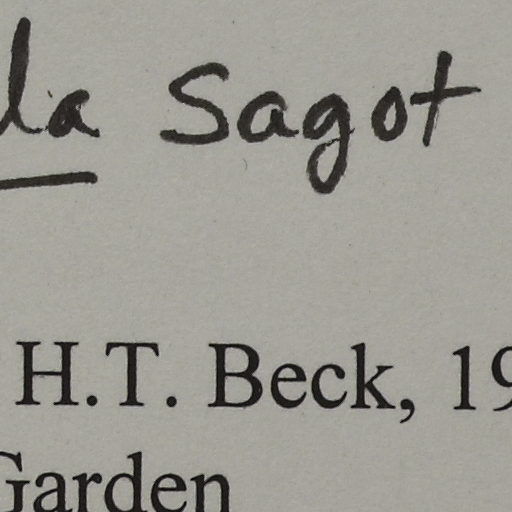 la Sagot
H.T. Beck, 19
Garden